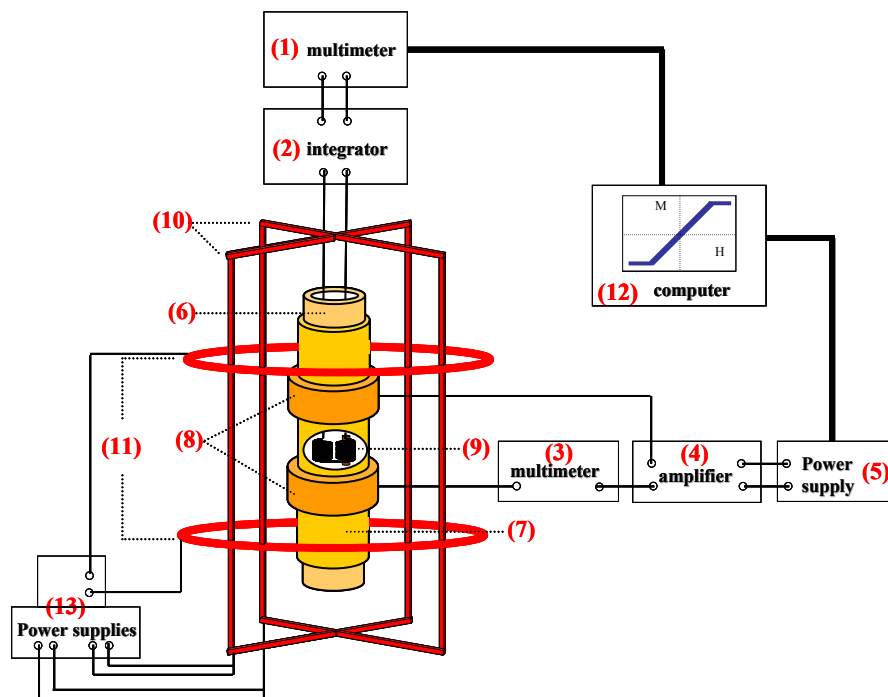 (1) multimeter
(2) integrator
(10)
M
H
(12) computer
(6)
(11)
(8)
(9)
(3)
multimeter
(4)
amplifier
Power
supply
(5)
(7)
(13)
Power supplies